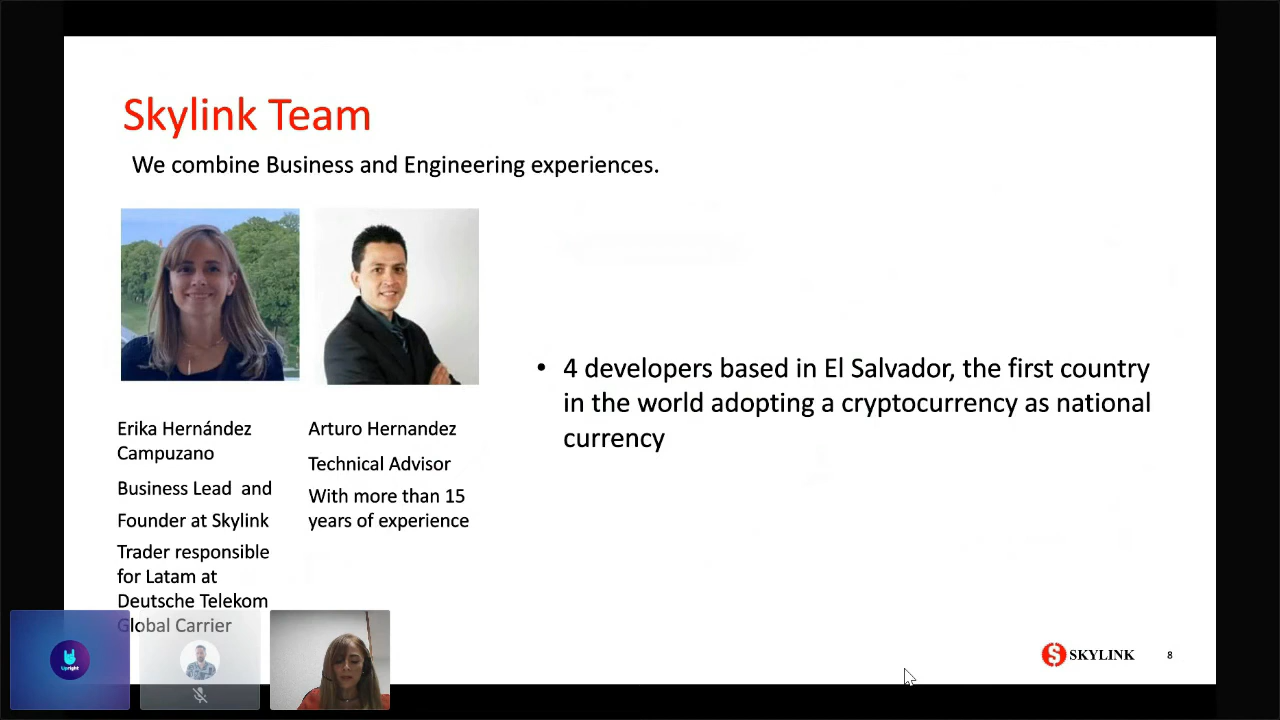 Skylink Team
We combine Business and Engineering experiences.
Erika Hernández
Campuzano
Business Lead and
Founder at Skylink
Trader responsible
for Latam at
Deutsche Telekom
Global Carrier
Arturo Hernandez
Technical Advisor
With more than 15
years of experience
• 4 developers based in El Salvador, the first country
in the world adopting a cryptocurrency as national
currency
Upright
$ SKYLINK
8